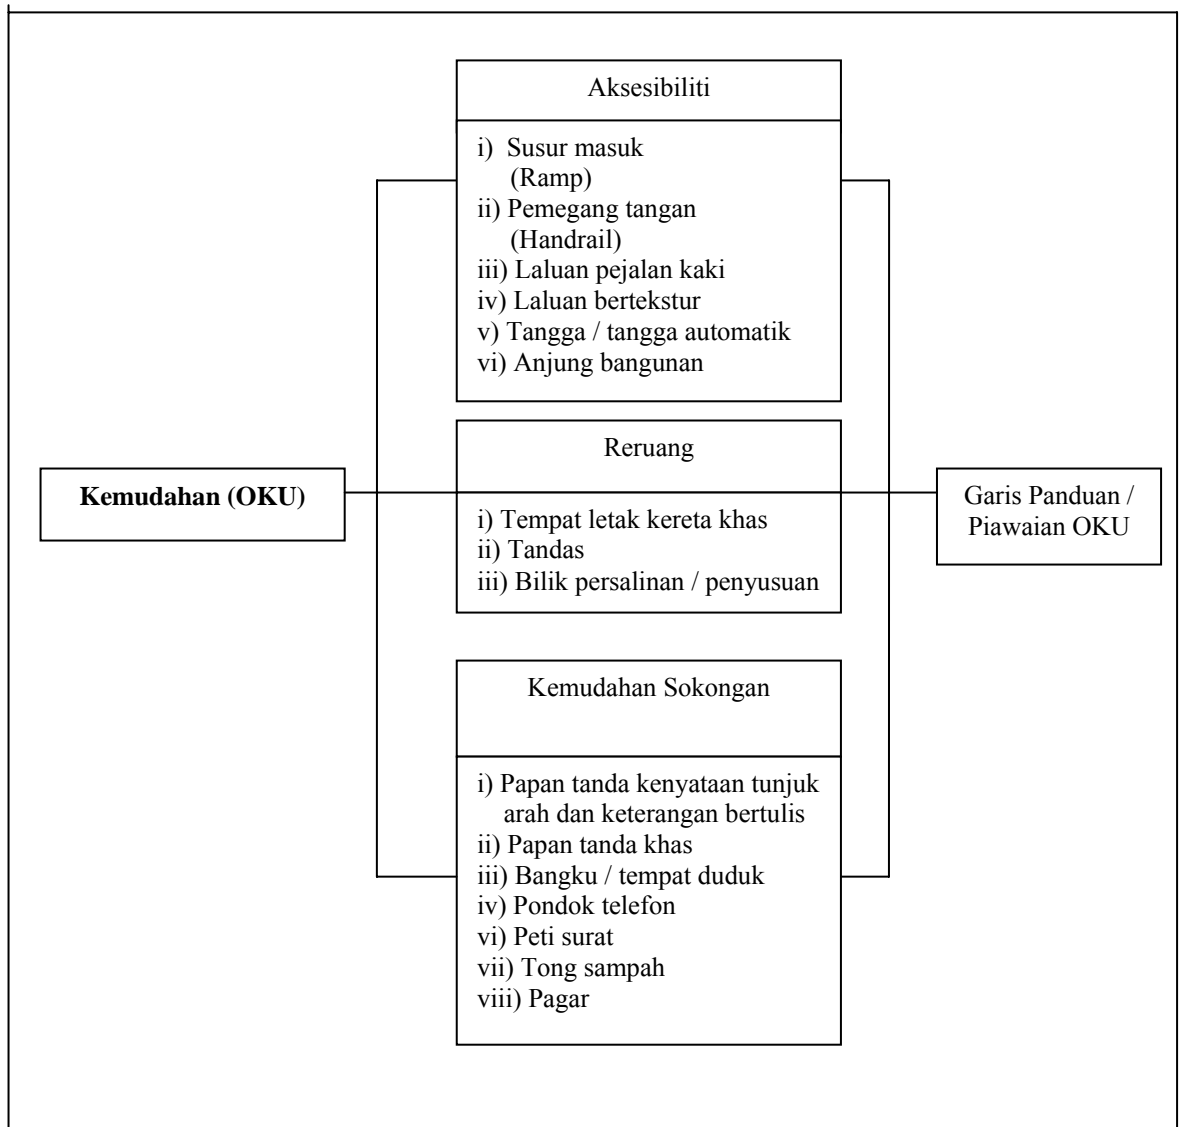 Aksesibiliti
i) Susur masuk
(Ramp)
ii) Pemegang tangan
(Handrail)
iii) Laluan pejalan kaki
iv) Laluan bertekstur
v) Tangga / tangga automatik
vi) Anjung bangunan
Kemudahan (OKU)
Reruang
i) Tempat letak kereta khas
ii) Tandas
iii) Bilik persalinan / penyusuan
Kemudahan Sokongan
i) Papan tanda kenyataan tunjuk
arah dan keterangan bertulis
ii) Papan tanda khas
iii) Bangku / tempat duduk
iv) Pondok telefon
vi) Peti surat
vii) Tong sampah
viii) Pagar
Garis Panduan /
Piawaian OKU